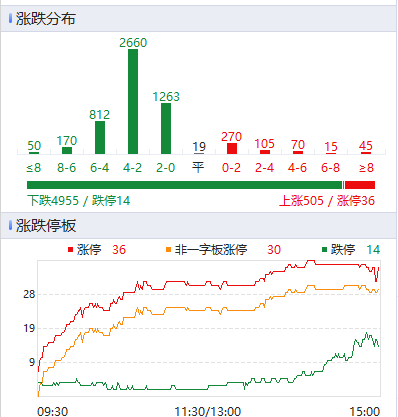 涨跌分布
50 170 812 2660 1263 19 270 105 70 15 45
≤8 8-6 6-4 4-2 2-0 平 0-2 2-4 4-6 6-8 ≥8
下跌4955 / 跌停14 上涨505 / 涨停36
涨跌停板
涨停 36 非一字板涨停 30 跌停 14
28
19
9
09:30 11:30/13:00 15:00